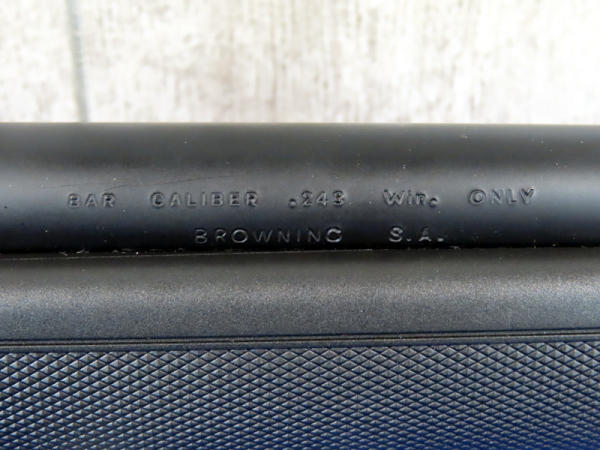 BAR CALIBER .243 Win. ONLY
BROWNING S.A.